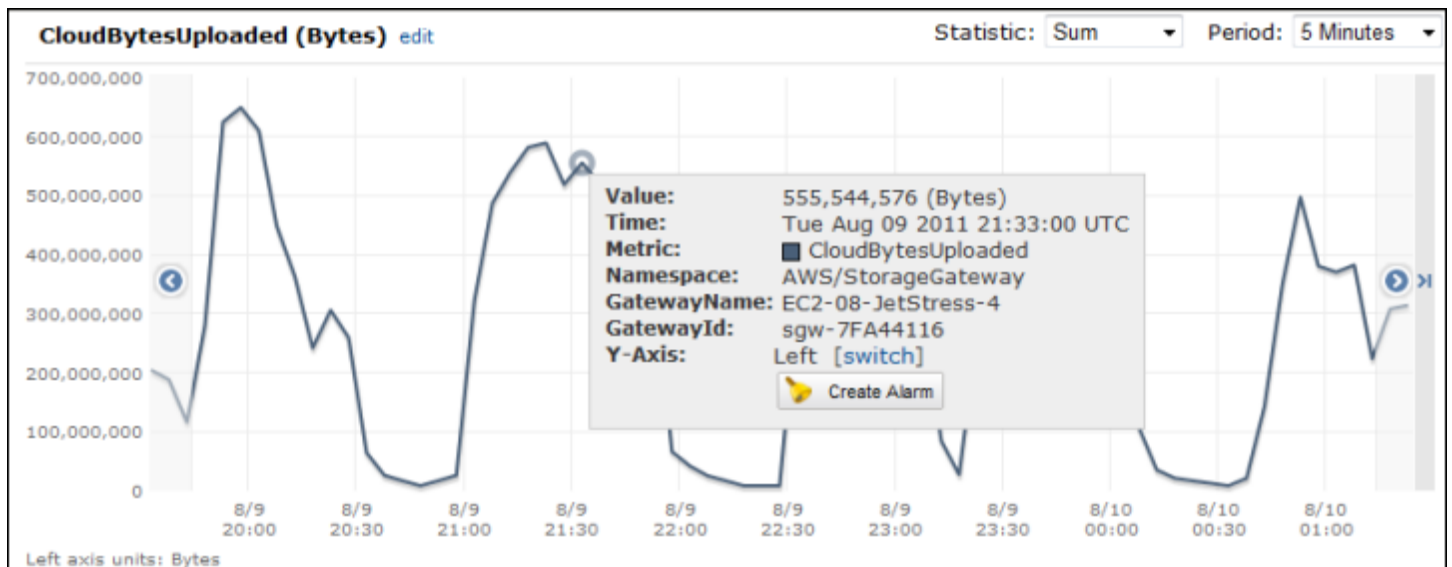 CloudBytesUploaded (Bytes) edit
Statistic: Sum Period: 5 Minutes
700,000,000
600,000,000
500,000,000
400,000,000
300,000,000
200,000,000
100,000,000
0
Value: 555,544,576 (Bytes)
Time: Tue Aug 09 2011 21:33:00 UTC
Metric: CloudBytesUploaded
Namespace: AWS/StorageGateway
GatewayName: EC2-08-JetStress-4
GatewayId: sgw-7FA44116
Y-Axis: Left [switch]
Create Alarm
8/9 8/9 8/9 8/9 8/9 8/9 8/9 8/9 8/10 8/10 8/10
20:00 20:30 21:00 21:30 22:00 22:30 23:00 23:30 00:00 00:30 01:00
Left axis units: Bytes